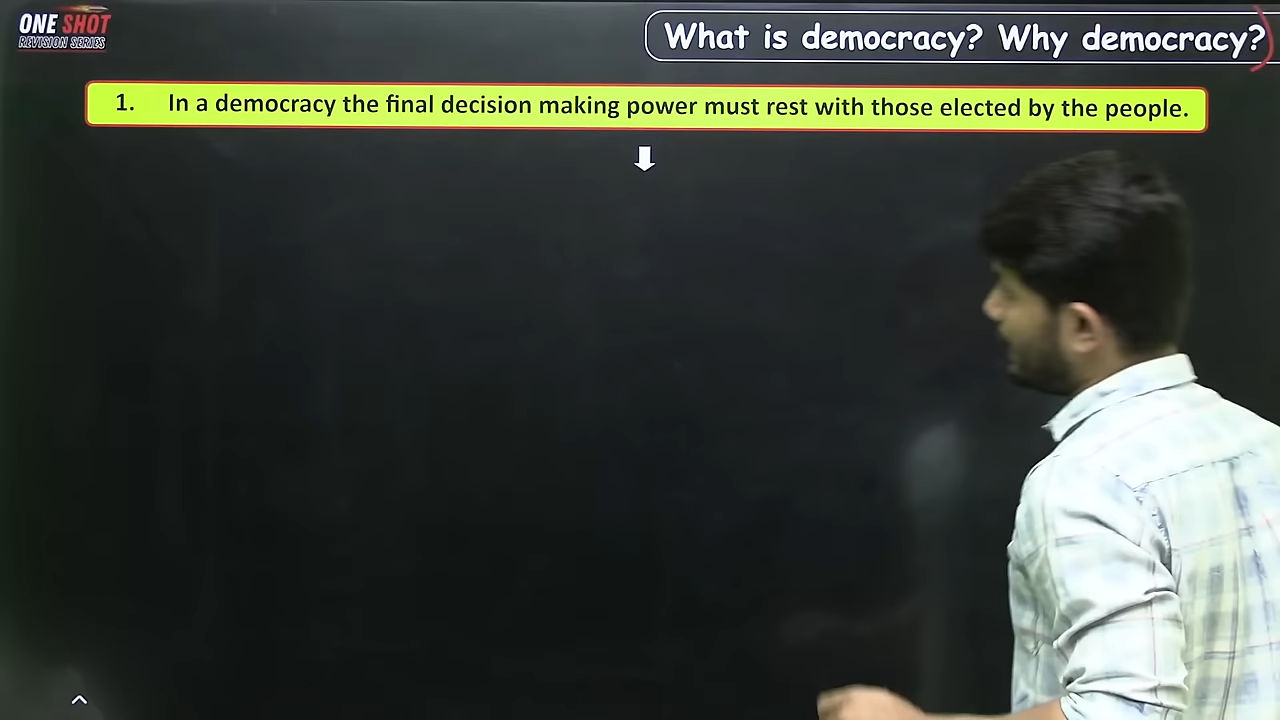 ONE SHOT
REVISION SERIES
What is democracy? Why democracy?
1. In a democracy the final decision making power must rest with those elected by the people.